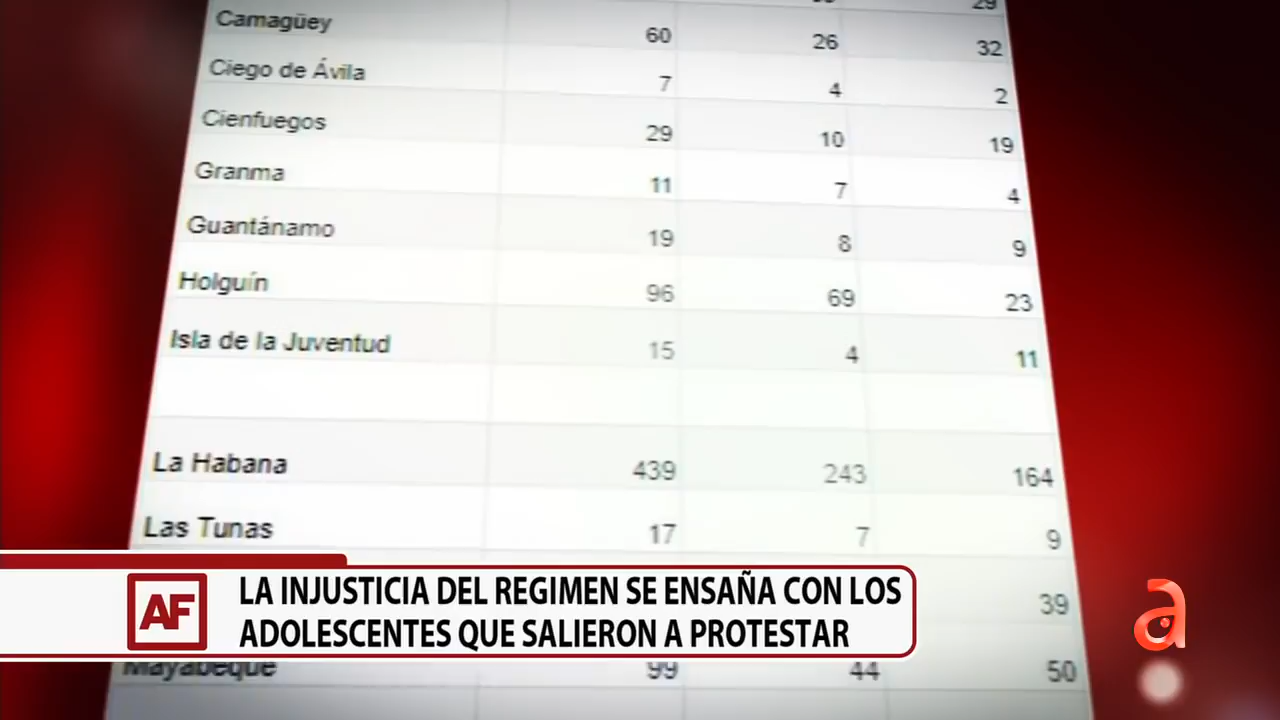 29
Camagüey 60 26 32
Ciego de Ávila 7 4 2
Cienfuegos 29 10 19
Granma 11 7 4
Guantánamo 19 8 9
Holguín 96 69 23
Isla de la Juventud 15 4 11
La Habana 439 243 164
Las Tunas 17 7 9
39
Mayabeque 99 44 50
AF
LA INJUSTICIA DEL REGIMEN SE ENSAÑA CON LOS
ADOLESCENTES QUE SALIERON A PROTESTAR
a